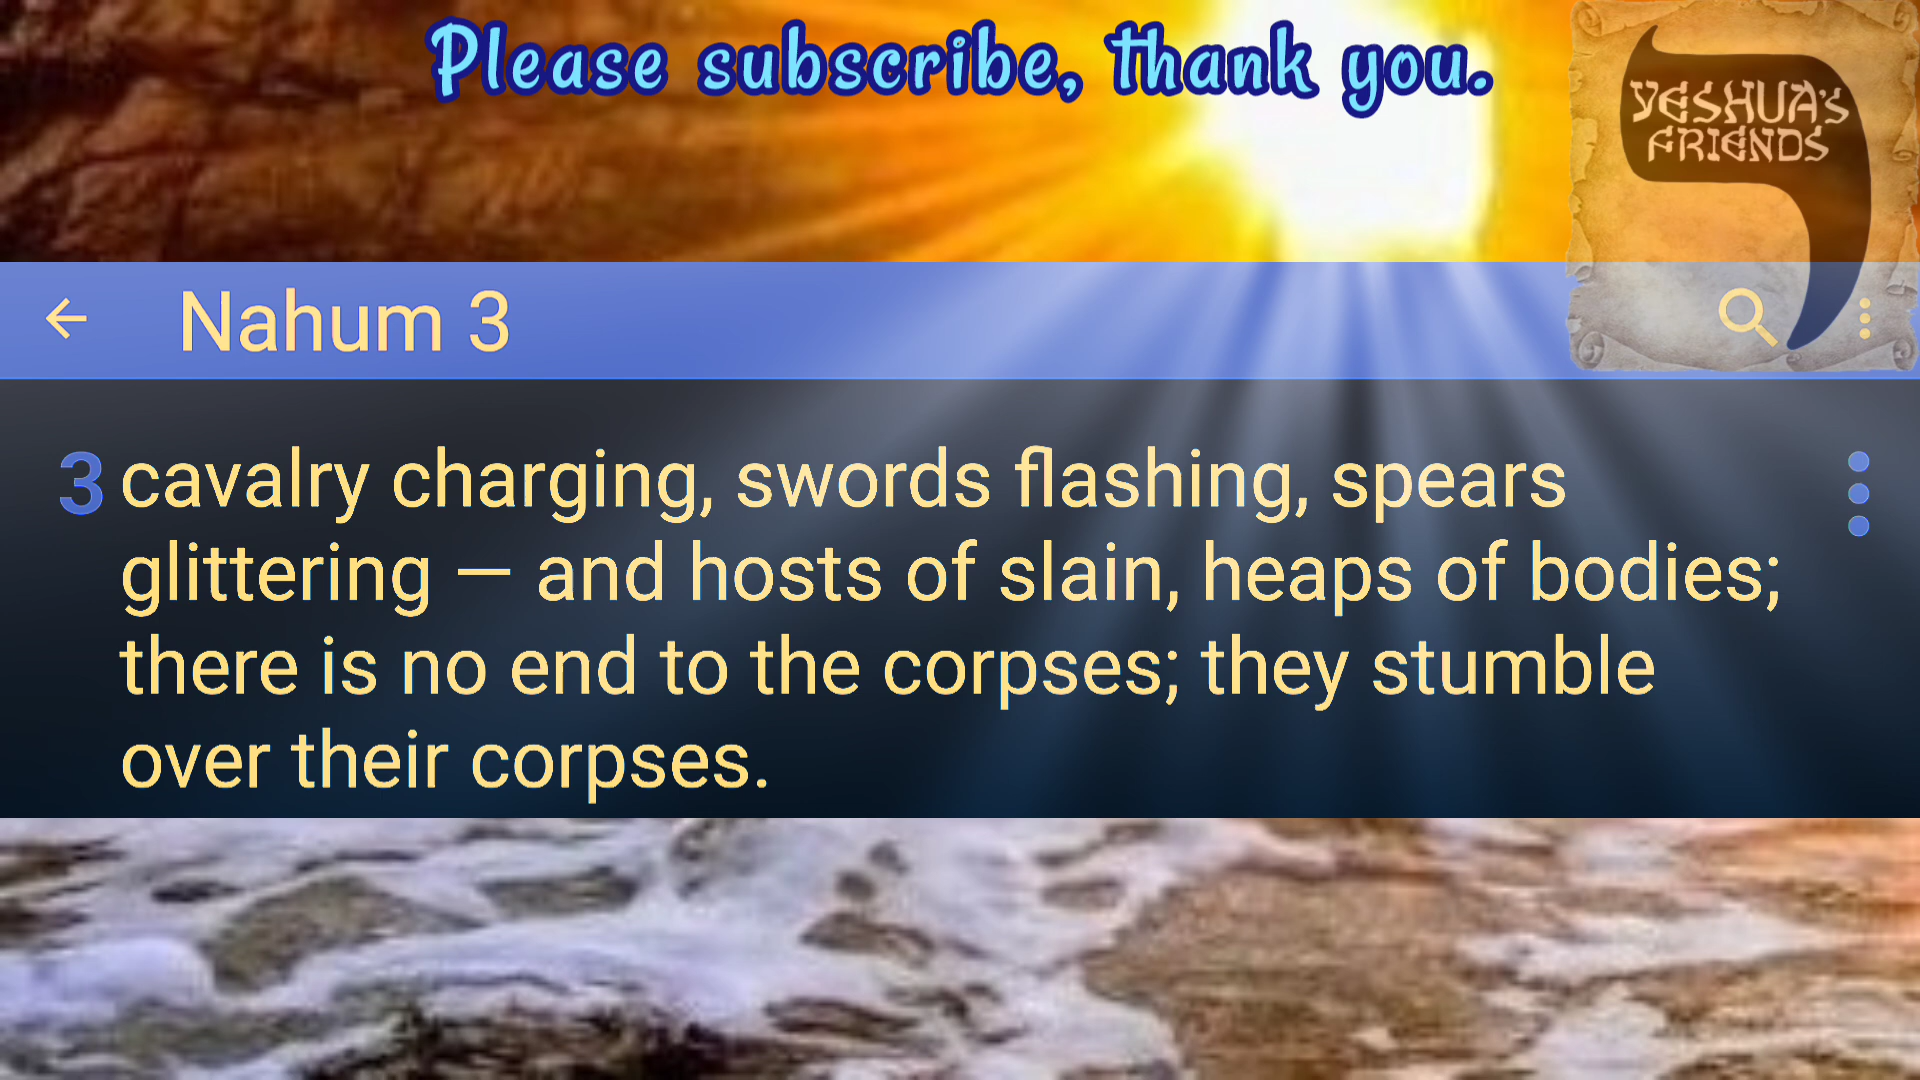 Please subscribe, thank you.
YESHUA'S
FRIENDS
Nahum 3
3 cavalry charging, swords flashing, spears
glittering — and hosts of slain, heaps of bodies;
there is no end to the corpses; they stumble
over their corpses.